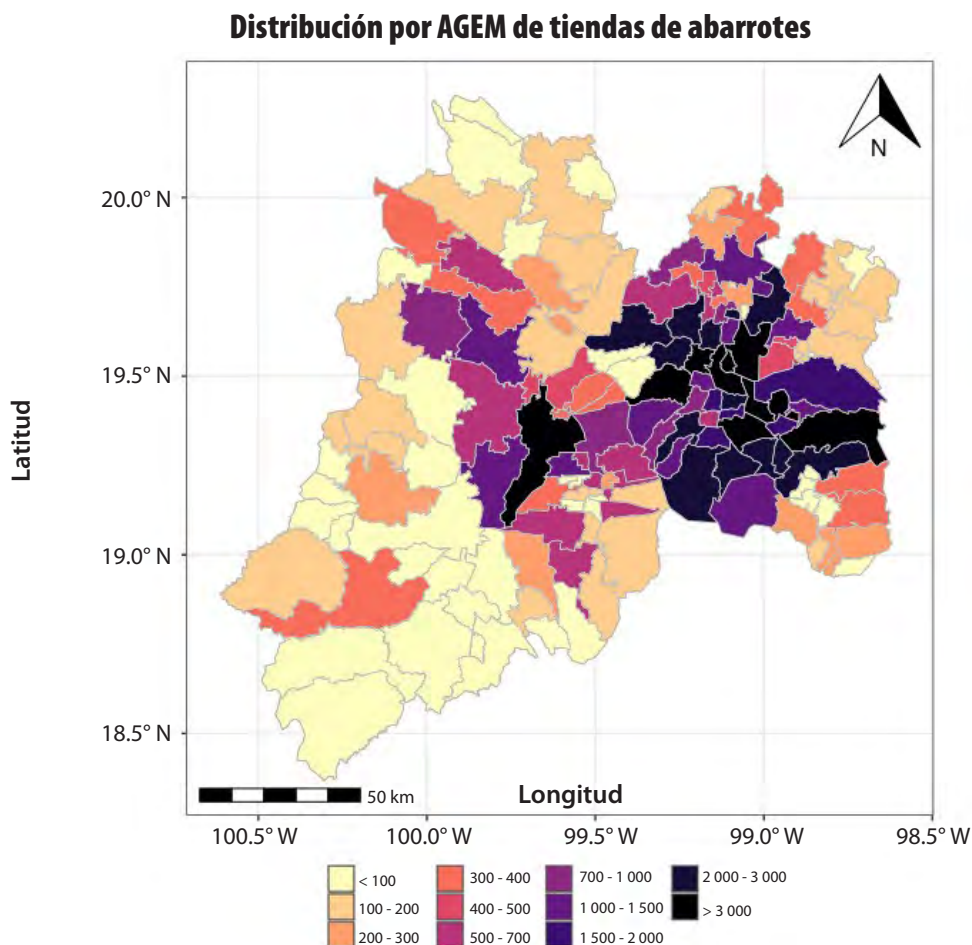 Distribución por AGEM de tiendas de abarrotes
N
20.0° N
19.5° N
19.0° N
18.5° N
Latitud
50 km
Longitud
100.5° W 100.0° W 99.5° W 99.0° W 98.5° W
< 100 300 - 400 700 - 1 000 2 000 - 3 000
100 - 200 400 - 500 1 000 - 1 500 > 3 000
200 - 300 500 - 700 1 500 - 2 000